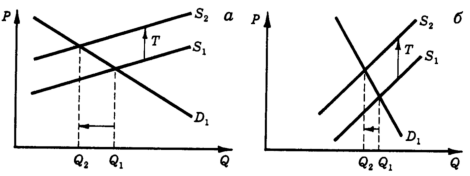 P
S₂
а
T
S₁
D₁
Q₂ Q₁ Q
P
S₂
б
T
S₁
D₁
Q₂ Q₁ Q